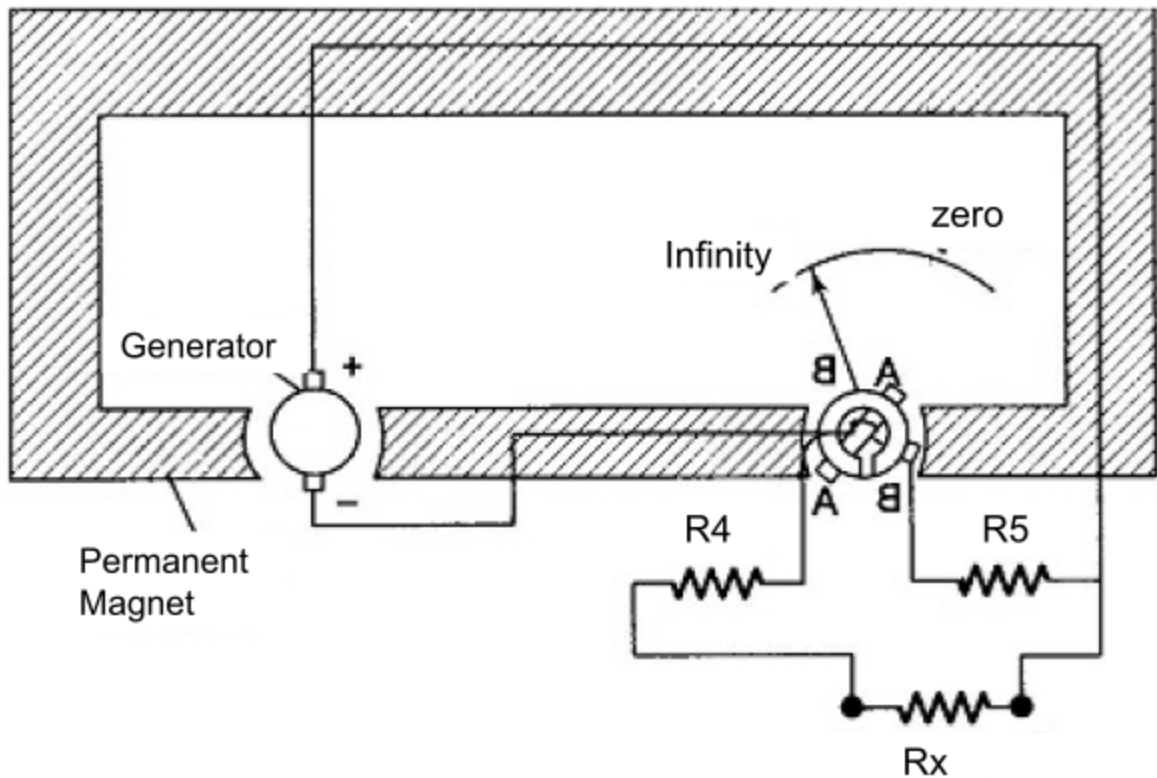 zero
Infinity
Generator
+
B
A
−
A
B
Permanent
Magnet
R4
R5
Rx